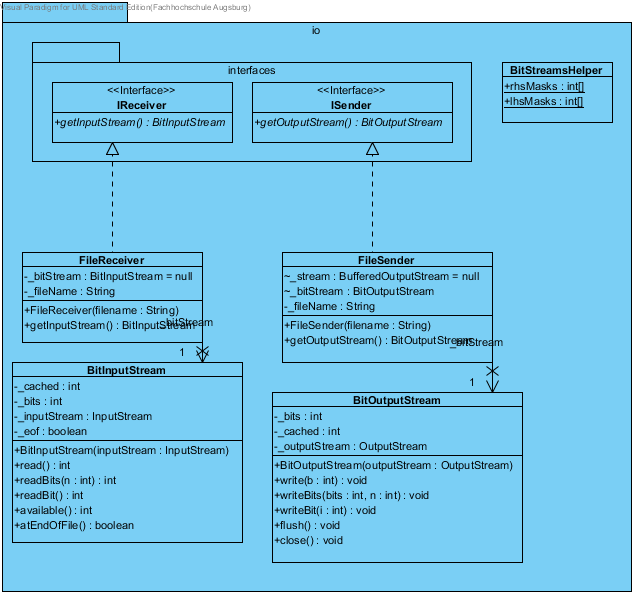 Visual Paradigm for UML Standard Edition(Fachhochschule Augsburg)
io
interfaces
<<Interface>>
IReceiver
+getInputStream() : BitInputStream
<<Interface>>
ISender
+getOutputStream() : BitOutputStream
BitStreamsHelper
+rhsMasks : int[]
+lhsMasks : int[]
FileReceiver
-_bitStream : BitInputStream = null
-_fileName : String
+FileReceiver(filename : String)
+getInputStream() : BitInputStream
_bitStream
1
FileSender
~_stream : BufferedOutputStream = null
~_bitStream : BitOutputStream
-_fileName : String
+FileSender(filename : String)
+getOutputStream() : BitOutputStream
_bitStream
1
BitInputStream
-_cached : int
-_bits : int
-_inputStream : InputStream
-_eof : boolean
+BitInputStream(inputStream : InputStream)
+read() : int
+readBits(n : int) : int
+readBit() : int
+available() : int
+atEndOfFile() : boolean
BitOutputStream
-_bits : int
-_cached : int
-_outputStream : OutputStream
+BitOutputStream(outputStream : OutputStream)
+write(b : int) : void
+writeBits(bits : int, n : int) : void
+writeBit(i : int) : void
+flush() : void
+close() : void